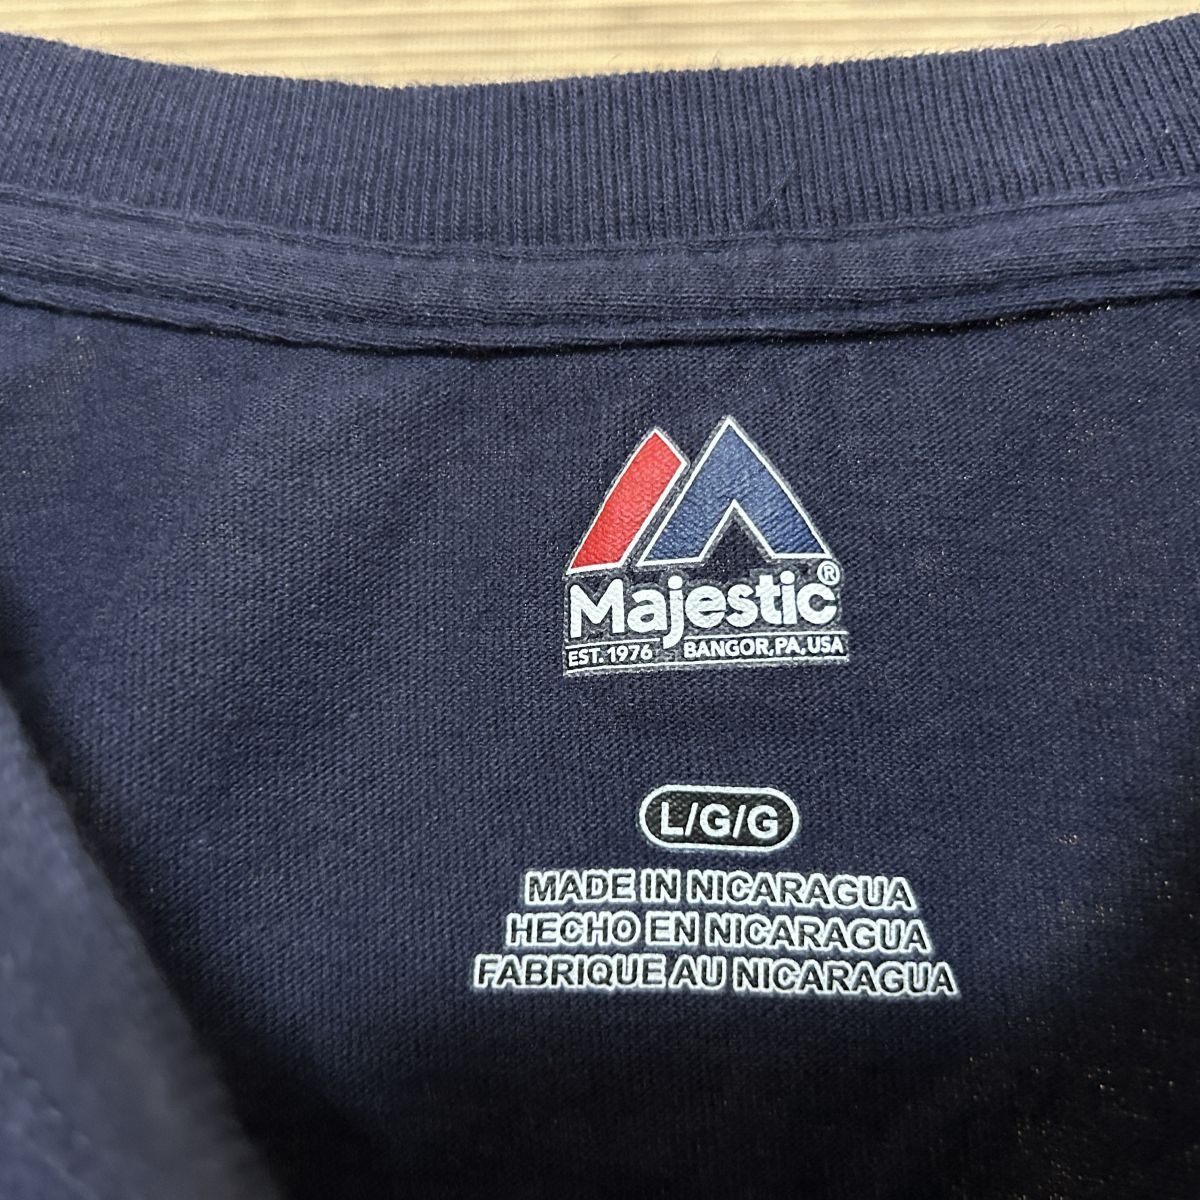 Majestic®
EST. 1976 BANGOR, PA, USA
L/G/G
MADE IN NICARAGUA
HECHO EN NICARAGUA
FABRIQUE AU NICARAGUA